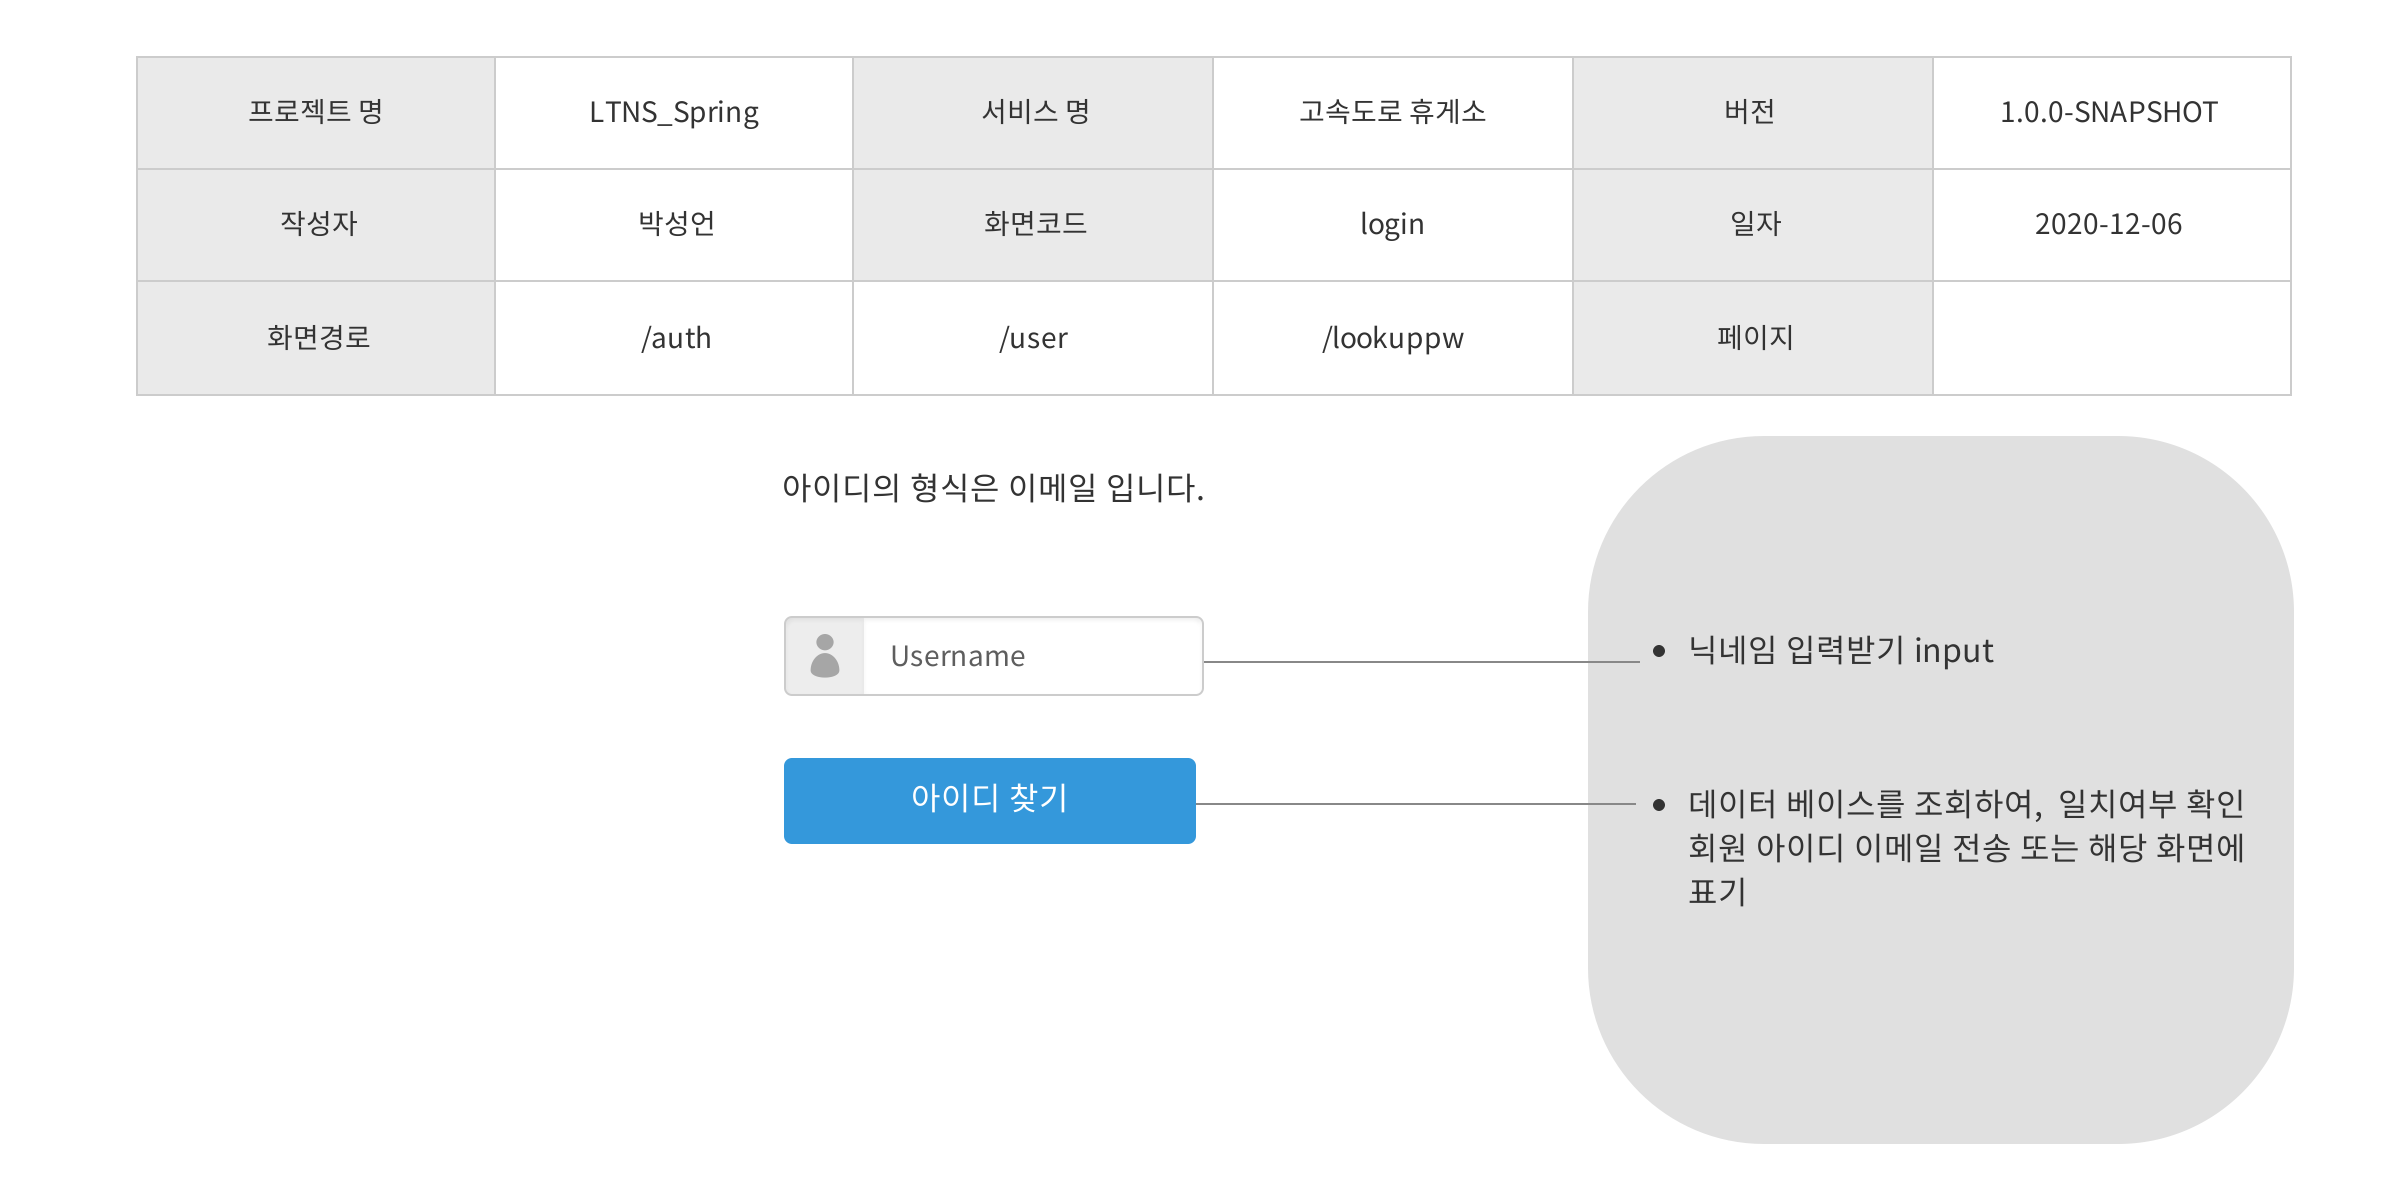 프로젝트 명 LTNS_Spring 서비스 명 고속도로 휴게소 버전 1.0.0-SNAPSHOT
작성자 박성언 화면코드 login 일자 2020-12-06
화면경로 /auth /user /lookuppw 페이지
아이디의 형식은 이메일 입니다.
Username
• 닉네임 입력받기 input
아이디 찾기
• 데이터 베이스를 조회하여, 일치여부 확인
회원 아이디 이메일 전송 또는 해당 화면에
표기